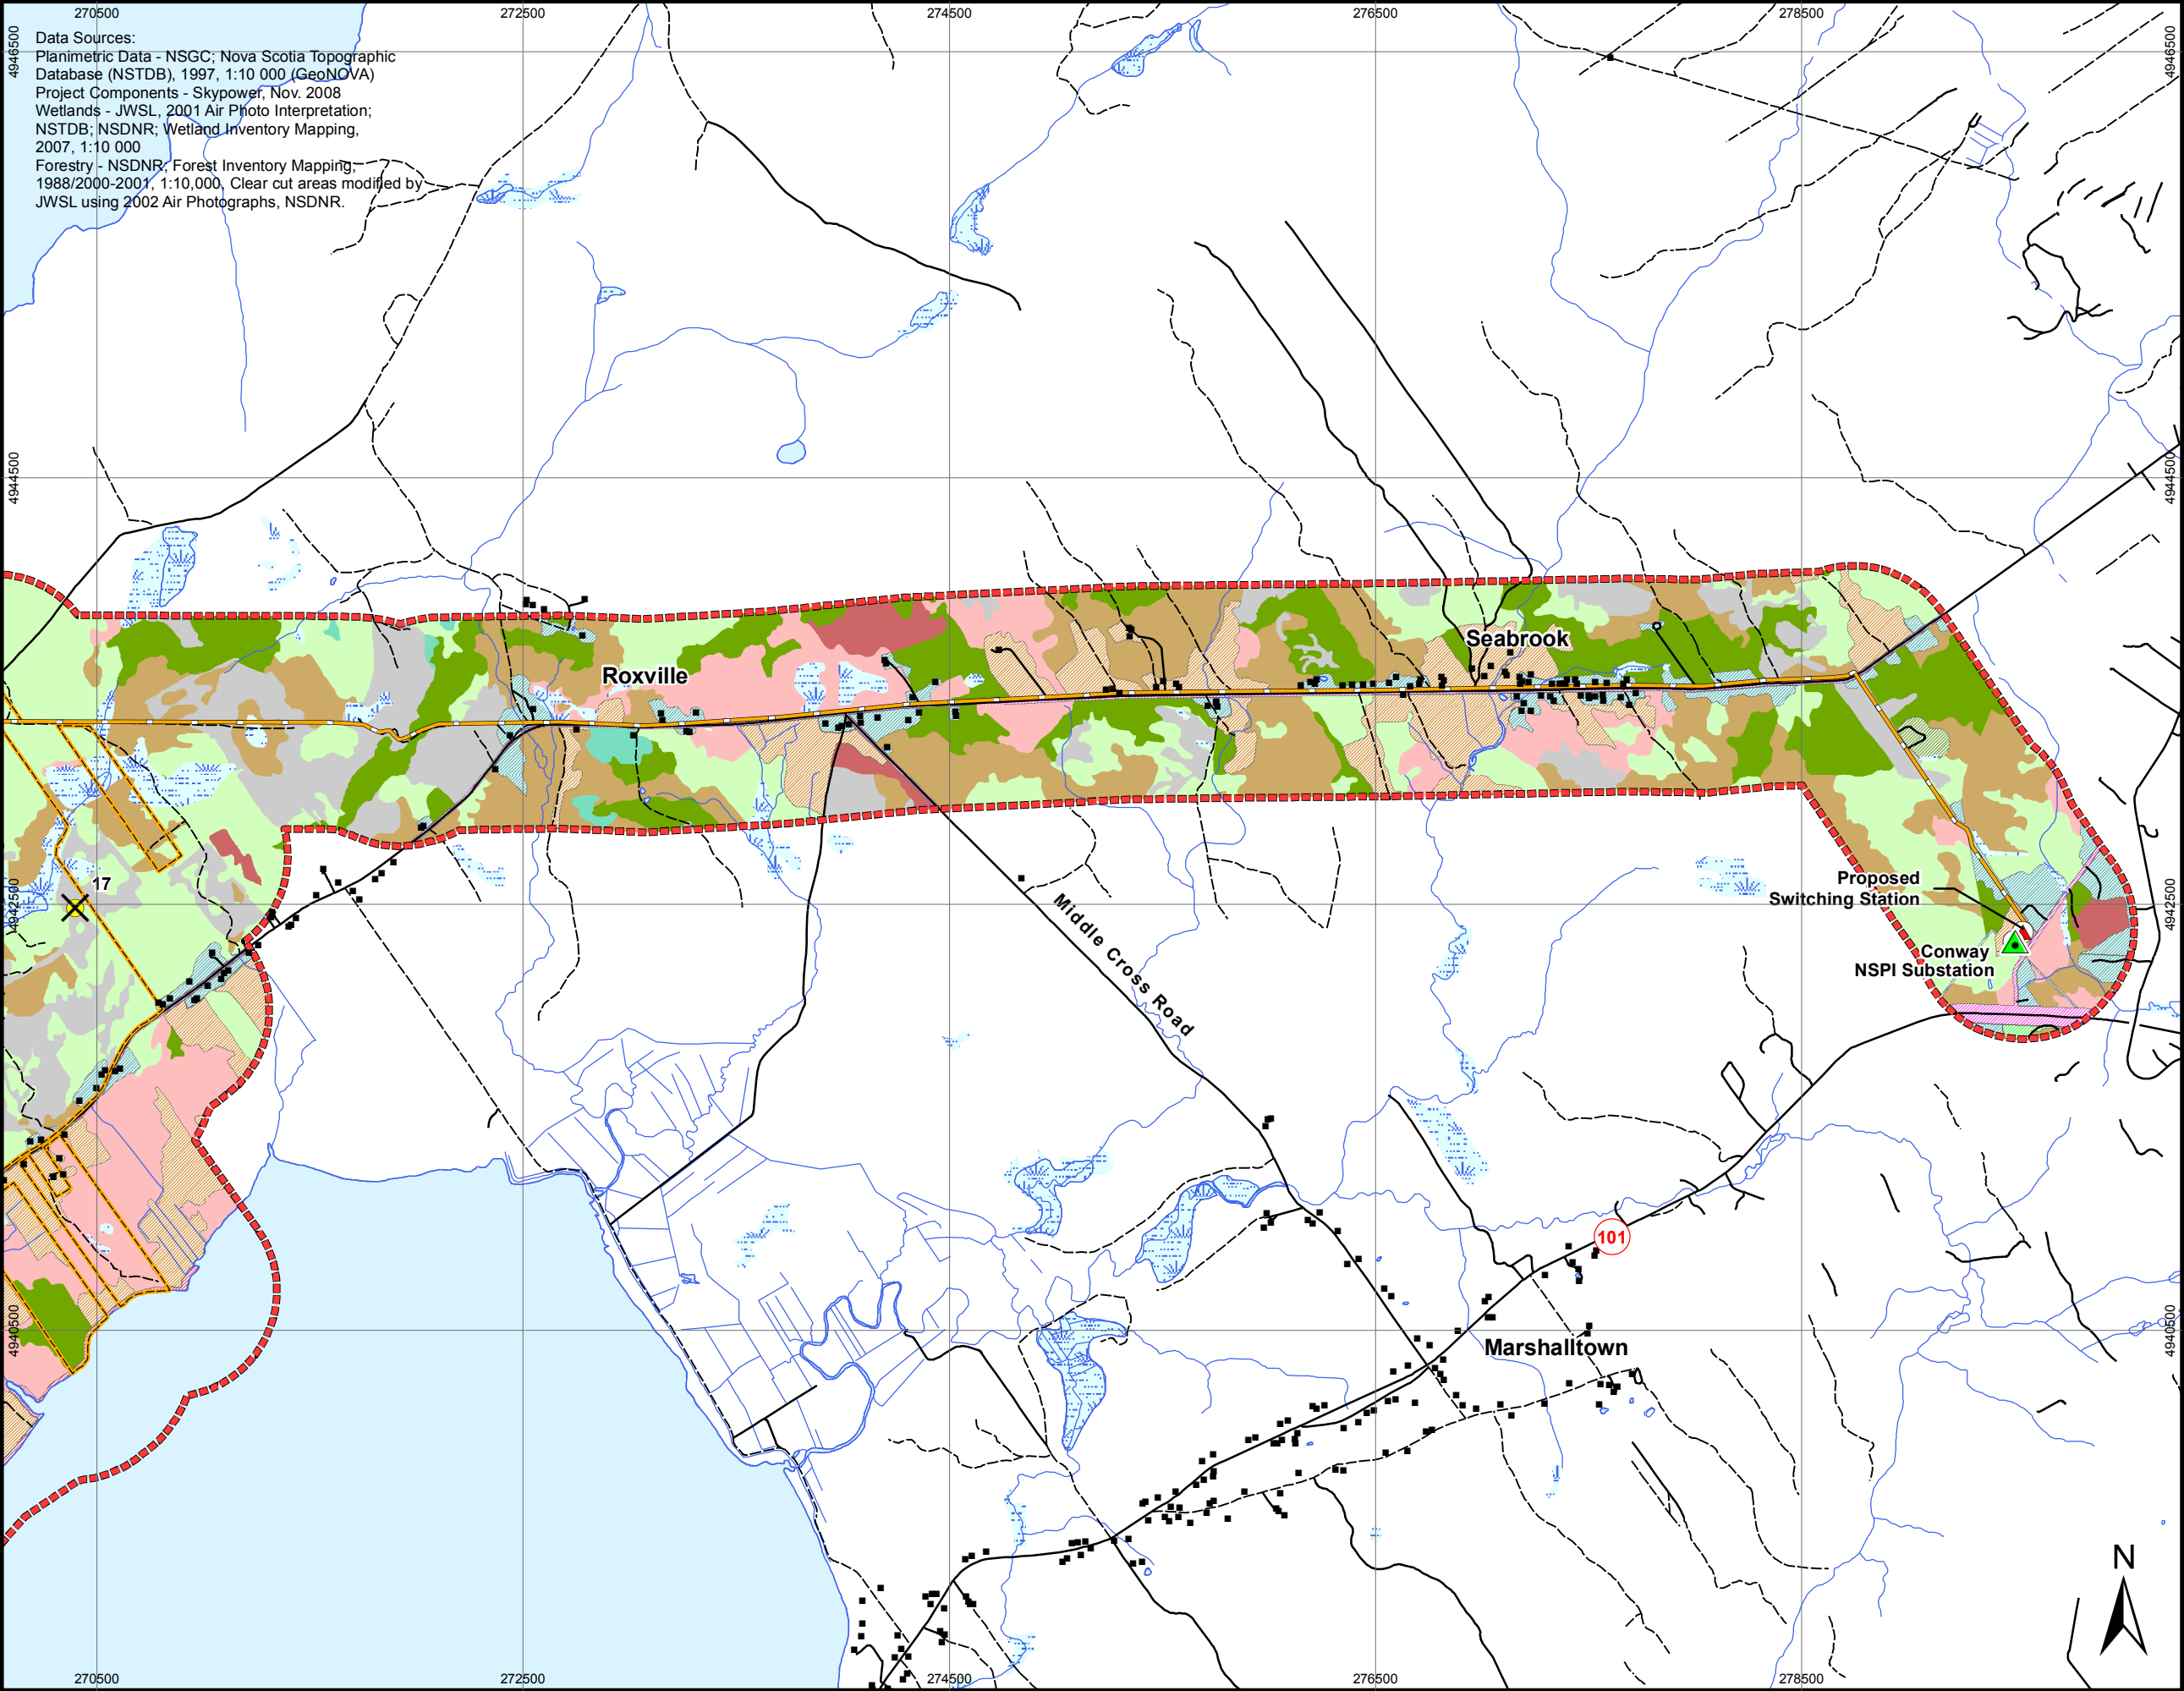 270500
272500
274500
276500
278500
4946500
4946500
Data Sources:
Planimetric Data - NSGC; Nova Scotia Topographic
Database (NSTDB), 1997, 1:10 000 (GeoNOVA)
Project Components - Skypower, Nov. 2008
Wetlands - JWSL, 2001 Air Photo Interpretation;
NSTDB; NSDNR; Wetland Inventory Mapping,
2007, 1:10 000
Forestry - NSDNR, Forest Inventory Mapping,
1988/2000-2001, 1:10,000, Clear cut areas modified by
JWSL using 2002 Air Photographs, NSDNR.
4944500
4944500
Seabrook
Roxville
17
4942500
4942500
Proposed
Switching Station
Middle Cross Road
Conway
NSPI Substation
101
4940500
4940500
Marshalltown
N
270500
272500
274500
276500
278500